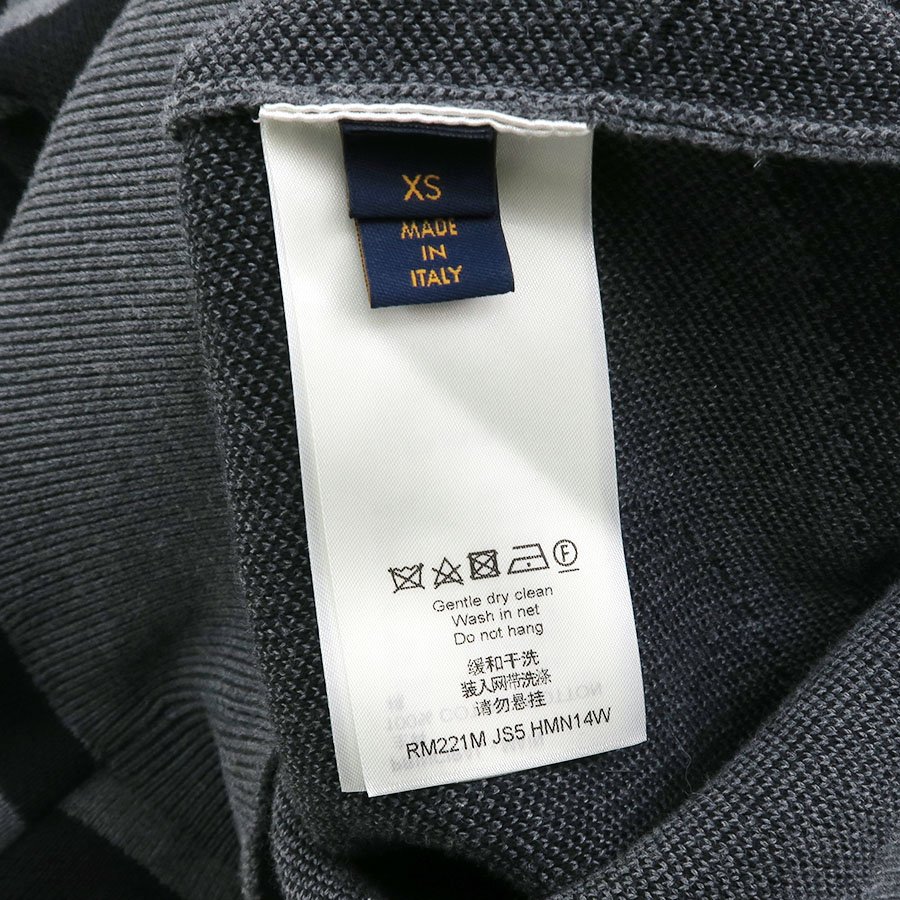 XS
MADE
IN
ITALY
F
Gentle dry clean
Wash in net
Do not hang
缓和干洗
装入网带洗涤
请勿悬挂
RM221M JS5 HMN14W